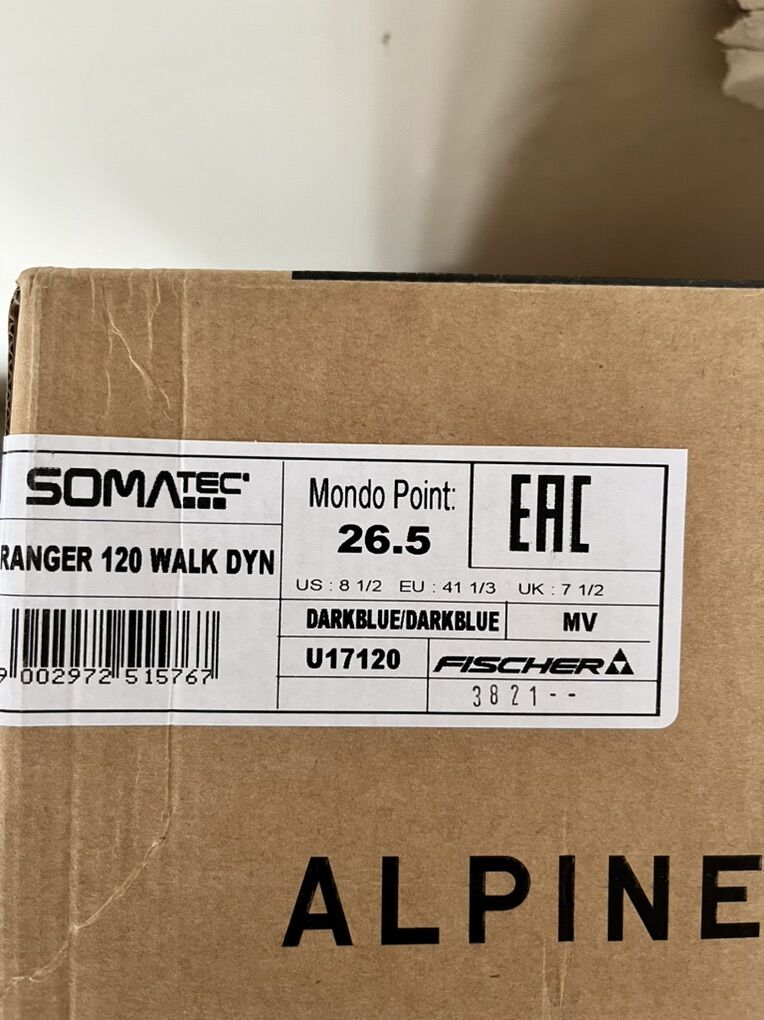 SOMATEC
RANGER 120 WALK DYN
9 002972 515767
Mondo Point:
26.5
EAC
US : 8 1/2 EU : 41 1/3 UK : 7 1/2
DARKBLUE/DARKBLUE MV
U17120 FISCHER
3821--
ALPINE